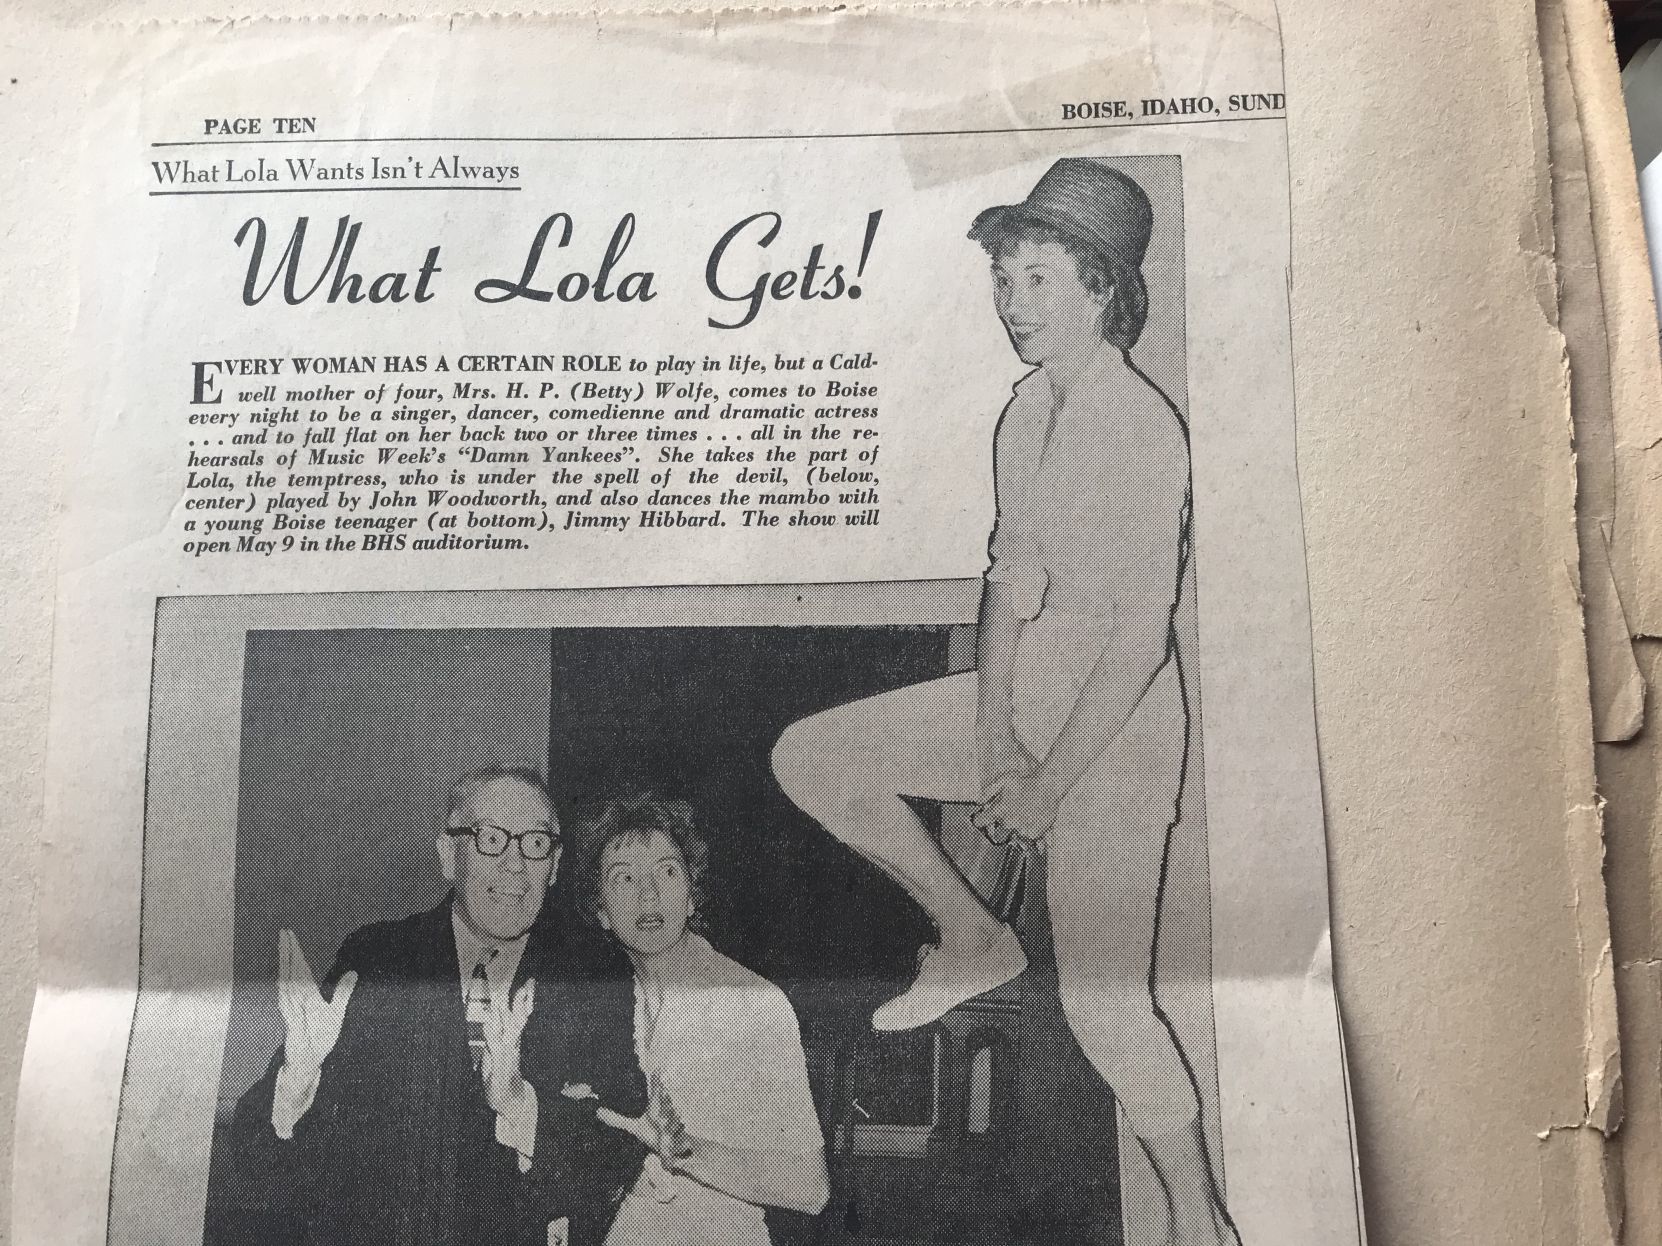 PAGE TEN
BOISE, IDAHO, SUND
What Lola Wants Isn't Always
What Lola Gets!
EVERY WOMAN HAS A CERTAIN ROLE to play in life, but a Cald-
well mother of four, Mrs. H. P. (Betty) Wolfe, comes to Boise
every night to be a singer, dancer, comedienne and dramatic actress
. . . and to fall flat on her back two or three times . . . all in the re-
hearsals of Music Week's "Damn Yankees". She takes the part of
Lola, the temptress, who is under the spell of the devil, (below,
center) played by John Woodworth, and also dances the mambo with
a young Boise teenager (at bottom), Jimmy Hibbard. The show will
open May 9 in the BHS auditorium.